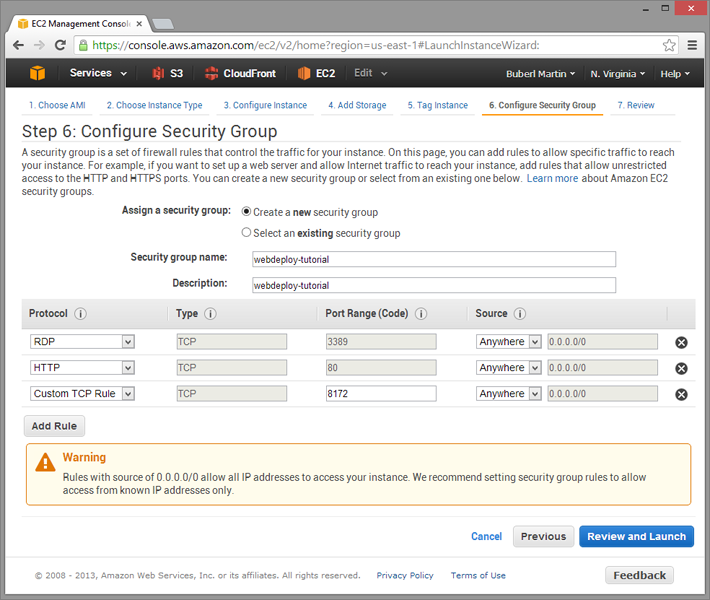 EC2 Management Conso
https://console.aws.amazon.com/ec2/v2/home?region=us-east-1#LaunchInstanceWizard:
Services S3 CloudFront EC2 Edit Buberl Martin N. Virginia Help
1. Choose AMI 2. Choose Instance Type 3. Configure Instance 4. Add Storage 5. Tag Instance 6. Configure Security Group 7. Review
Step 6: Configure Security Group
A security group is a set of firewall rules that control the traffic for your instance. On this page, you can add rules to allow specific traffic to reach
your instance. For example, if you want to set up a web server and allow Internet traffic to reach your instance, add rules that allow unrestricted
access to the HTTP and HTTPS ports. You can create a new security group or select from an existing one below. Learn more about Amazon EC2
security groups.
Assign a security group: Create a new security group
Select an existing security group
Security group name: webdeploy-tutorial
Description: webdeploy-tutorial
Protocol i Type i Port Range (Code) i Source i
RDP TCP 3389 Anywhere 0.0.0.0/0
HTTP TCP 80 Anywhere 0.0.0.0/0
Custom TCP Rule TCP 8172 Anywhere 0.0.0.0/0
Add Rule
Warning
Rules with source of 0.0.0.0/0 allow all IP addresses to access your instance. We recommend setting security group rules to allow
access from known IP addresses only.
Cancel Previous Review and Launch
© 2008 - 2013, Amazon Web Services, Inc. or its affiliates. All rights reserved. Privacy Policy Terms of Use Feedback